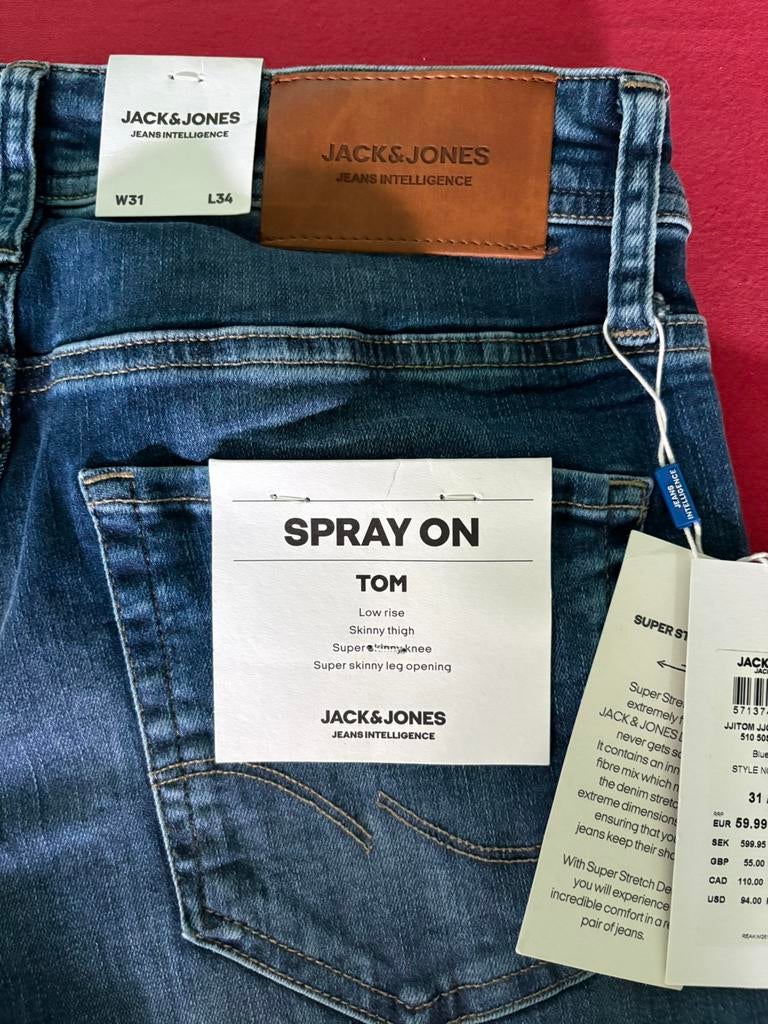 JACK&JONES
JEANS INTELLIGENCE
W31 L34
JACK&JONES
JEANS INTELLIGENCE
JEANS
INTELLIGENCE
SPRAY ON
TOM
Low rise
Skinny thigh
Super skinny knee
Super skinny leg opening
JACK&JONES
JEANS INTELLIGENCE
SUPER
Super
extremely
JACK & JONES
never gets
It contains an
fibre mix which
the denim
extreme dimensions
ensuring that
jeans keep their
With Super Stretch
you will experience
incredible comfort in a
pair of jeans.
JACK
57137
JJITOM
510
Blue
STYLE
31
RRP
EUR 59.99
SEK 599.95
GBP 55.00
CAD 110.00
USD 94.00